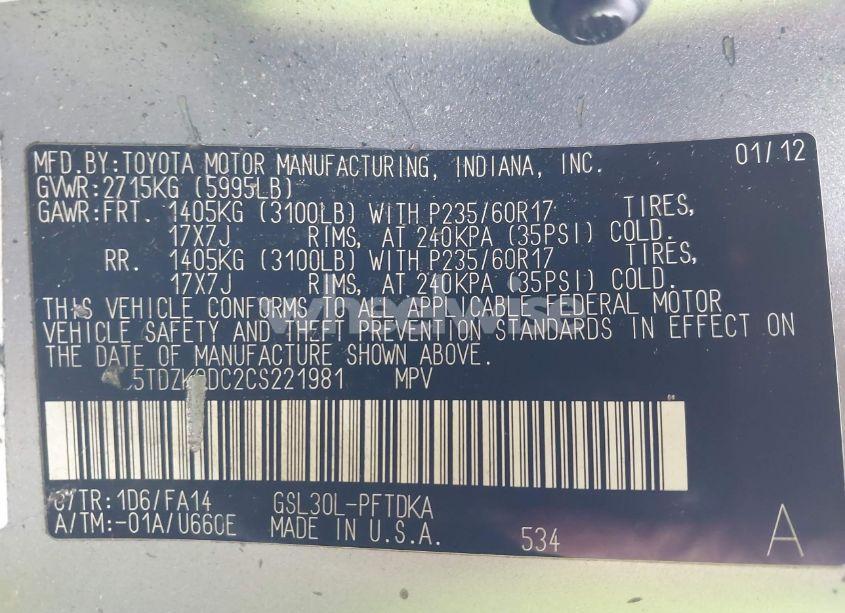 MFD.BY:TOYOTA MOTOR MANUFACTURING, INDIANA, INC. 01/12
GVWR:2715KG (5995LB)
GAWR:FRT. 1405KG (3100LB) WITH P235/60R17 TIRES,
17X7J RIMS, AT 240KPA (35PSI) COLD.
RR. 1405KG (3100LB) WITH P235/60R17 TIRES,
17X7J RIMS, AT 240KPA (35PSI) COLD.
THIS VEHICLE CONFORMS TO ALL APPLICABLE FEDERAL MOTOR
VEHICLE SAFETY AND THEFT PREVENTION STANDARDS IN EFFECT ON
THE DATE OF MANUFACTURE SHOWN ABOVE.
MPV
C/TR:1D6/FA14 GSL30L-PFTDKA
A/TM:-01A/U660E MADE IN U.S.A. 534 A
wheelwise